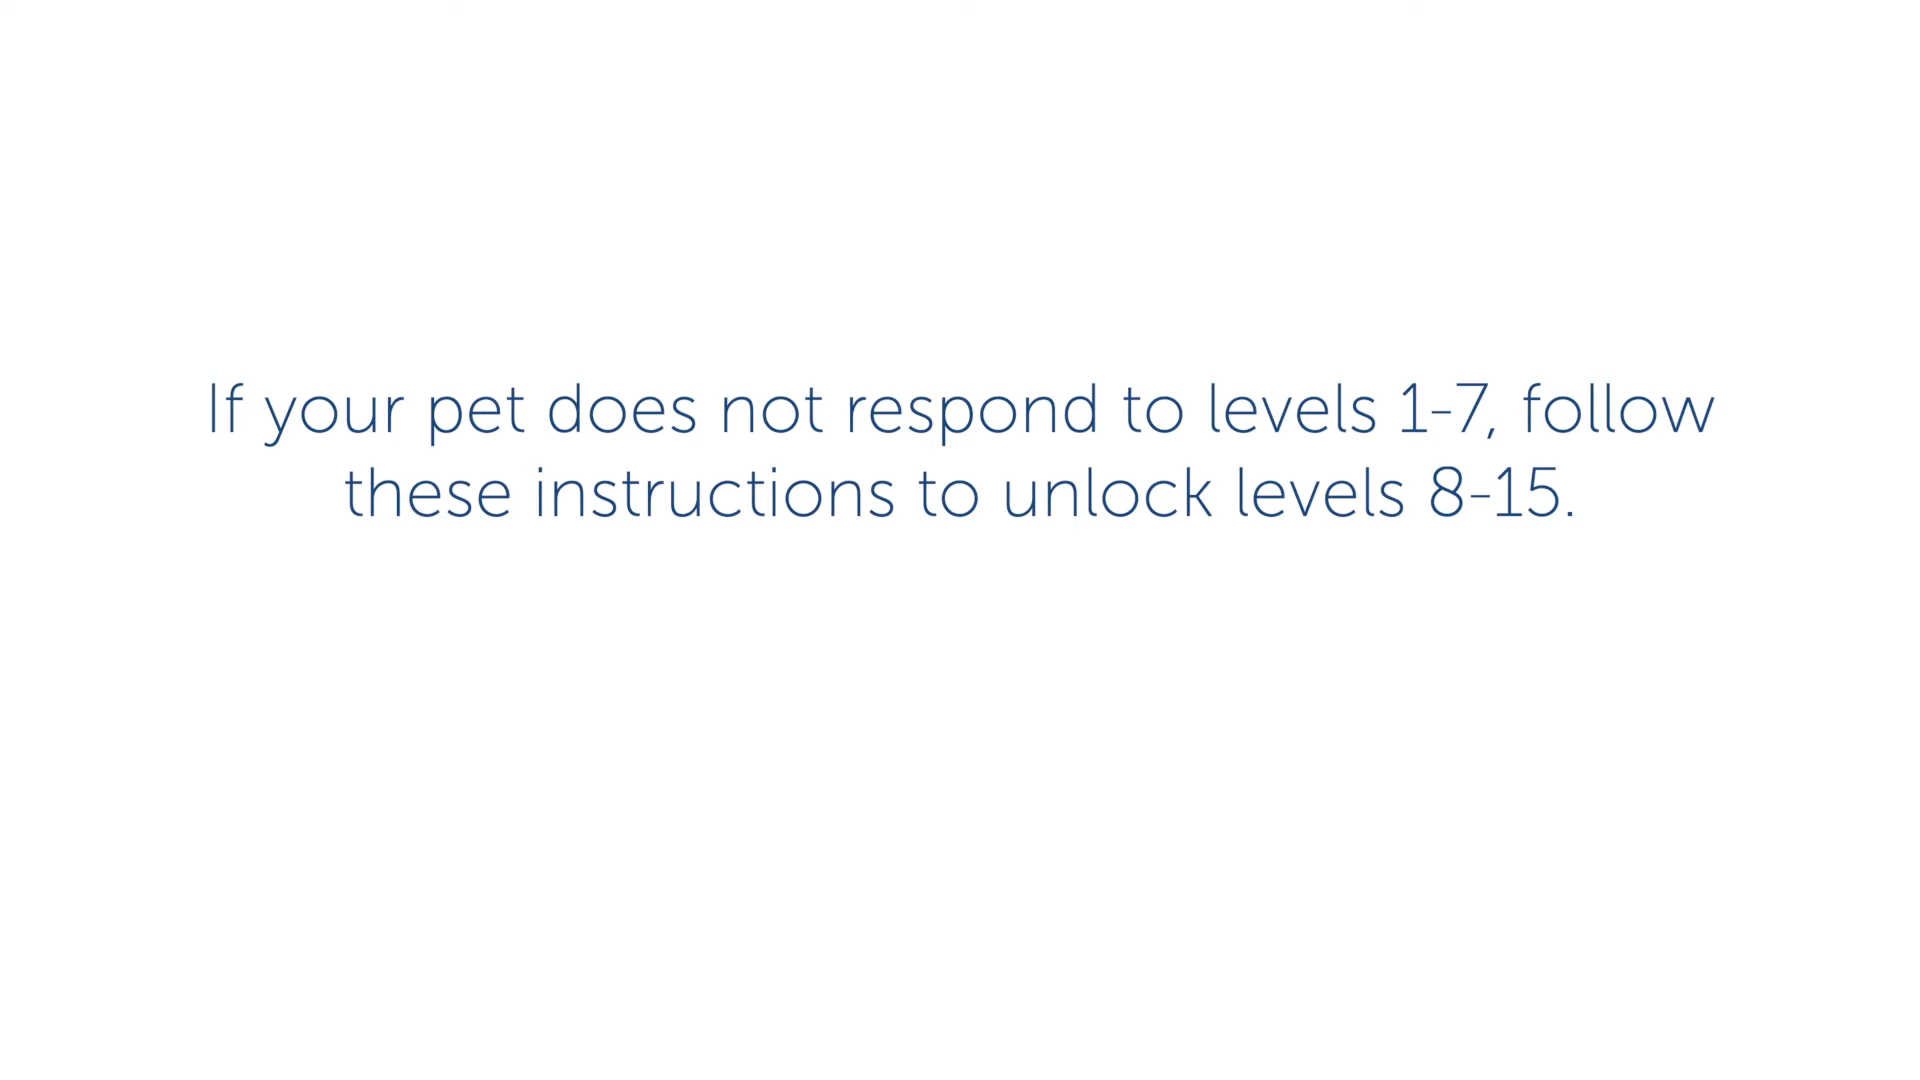 If your pet does not respond to levels 1-7, follow
these instructions to unlock levels 8-15.